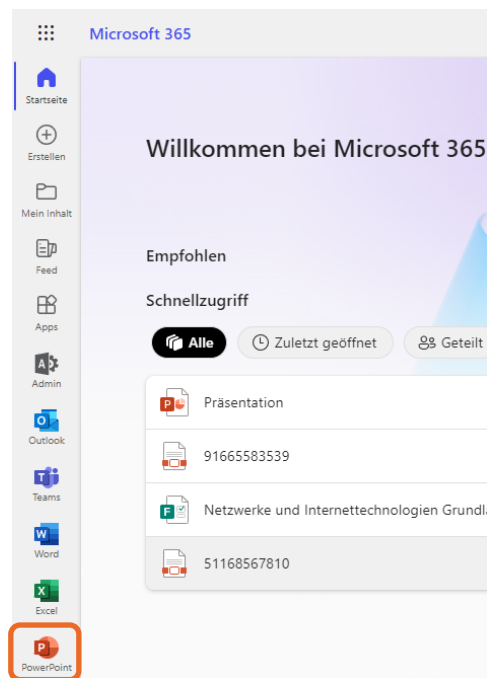 Microsoft 365
Startseite
Erstellen
Mein Inhalt
Feed
Apps
Admin
Outlook
Teams
Word
Excel
PowerPoint
Willkommen bei Microsoft 365
Empfohlen
Schnellzugriff
Alle Zuletzt geöffnet Geteilt
Präsentation
91665583539
Netzwerke und Internettechnologien Grundl
51168567810